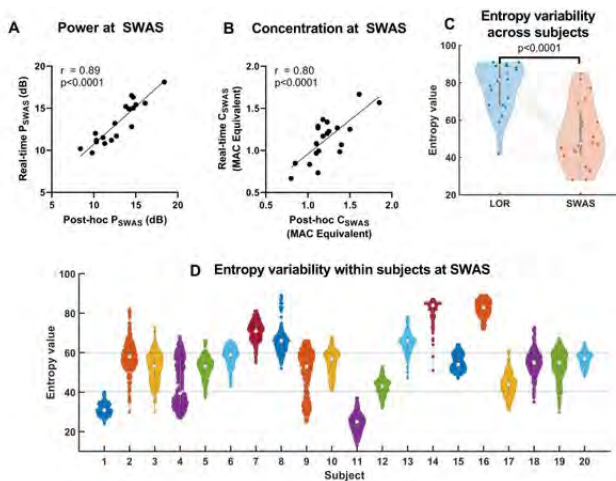 A
Power at SWAS
r = 0.89
p<0.0001
Real-time PSWAS
(dB)
20
15
10
5
5
10
15
20
Post-hoc PSWAS (dB)
B
Concentration at SWAS
r = 0.80
p<0.0001
Real-time CSWAS
(MAC Equivalent)
2.0
1.5
1.0
0.5
0.5
1.0
1.5
2.0
Post-hoc CSWAS
(MAC Equivalent)
C
Entropy variability
across subjects
p<0.0001
Entropy value
100
80
60
40
20
LOR
SWAS
D
Entropy variability within subjects at SWAS
Entropy value
100
80
60
40
20
1 2 3 4 5 6 7 8 9 10 11 12 13 14 15 16 17 18 19 20
Subject